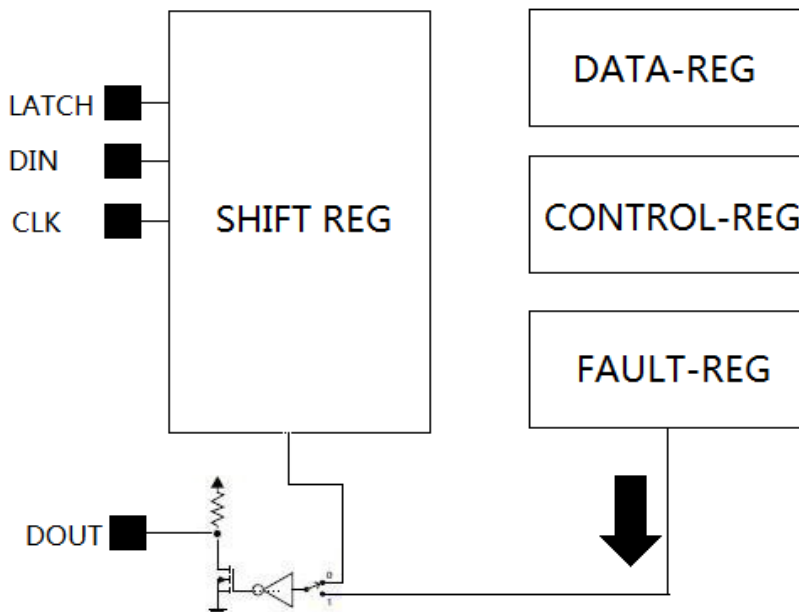 LATCH
DIN
CLK
SHIFT REG
DATA-REG
CONTROL-REG
FAULT-REG
DOUT
0
1